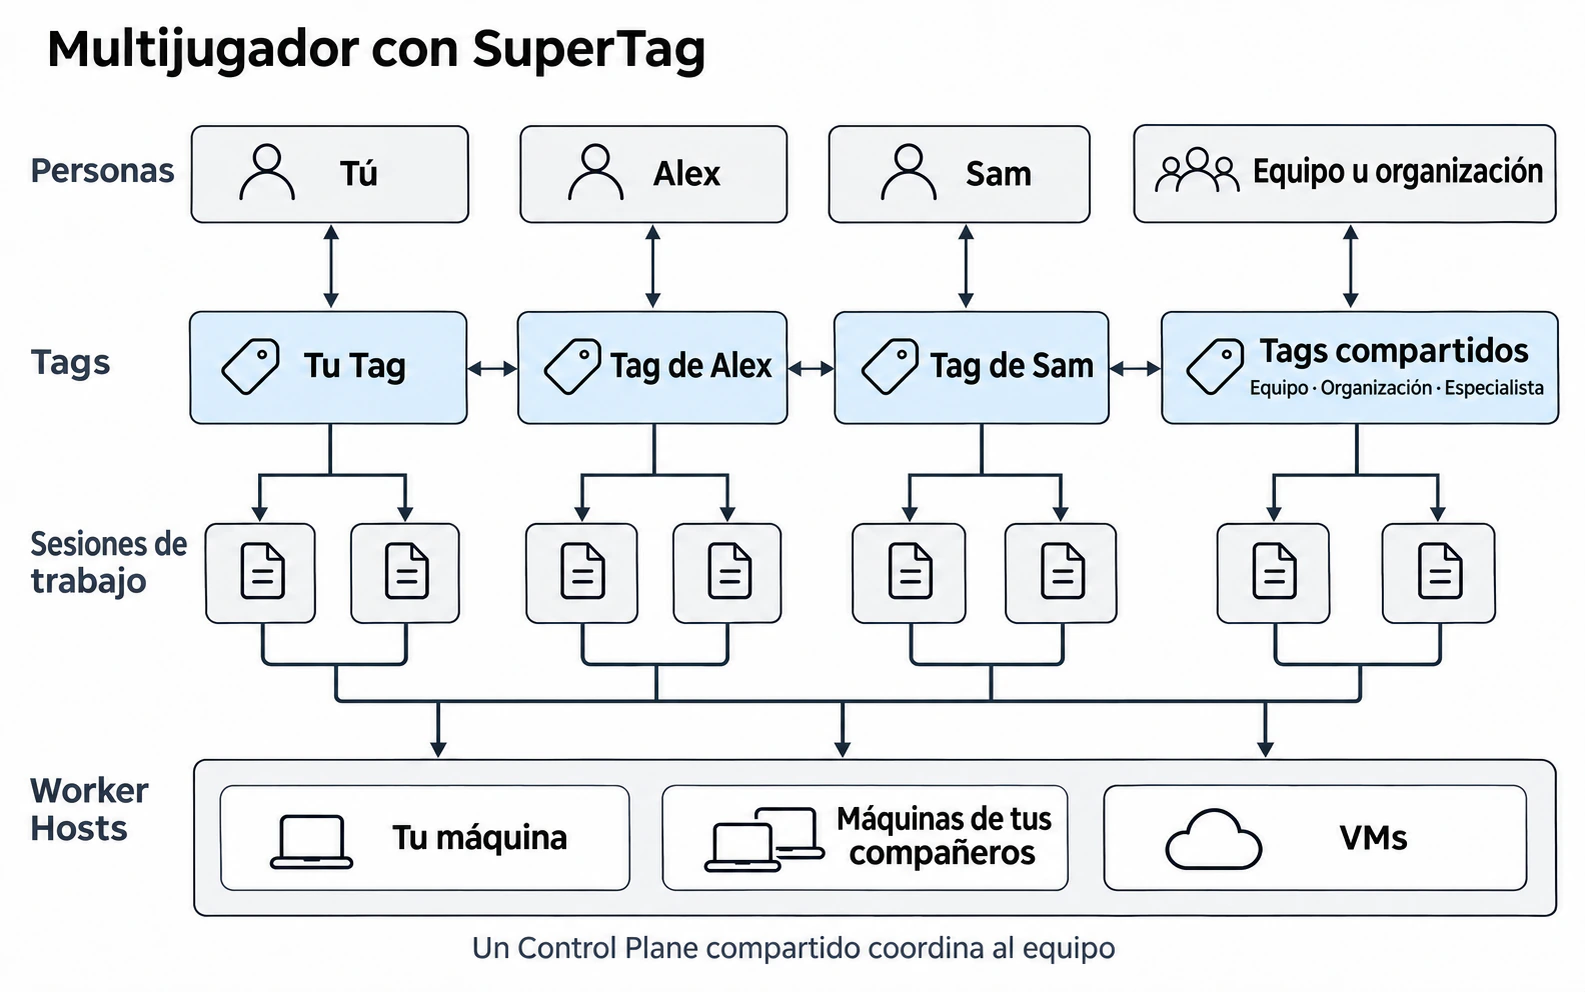 Multijugador con SuperTag
Personas
Tú
Alex
Sam
Equipo u organización
Tags
Tu Tag
Tag de Alex
Tag de Sam
Tags compartidos
Equipo · Organización · Especialista
Sesiones de
trabajo
Worker
Hosts
Tu máquina
Máquinas de tus
compañeros
VMs
Un Control Plane compartido coordina al equipo